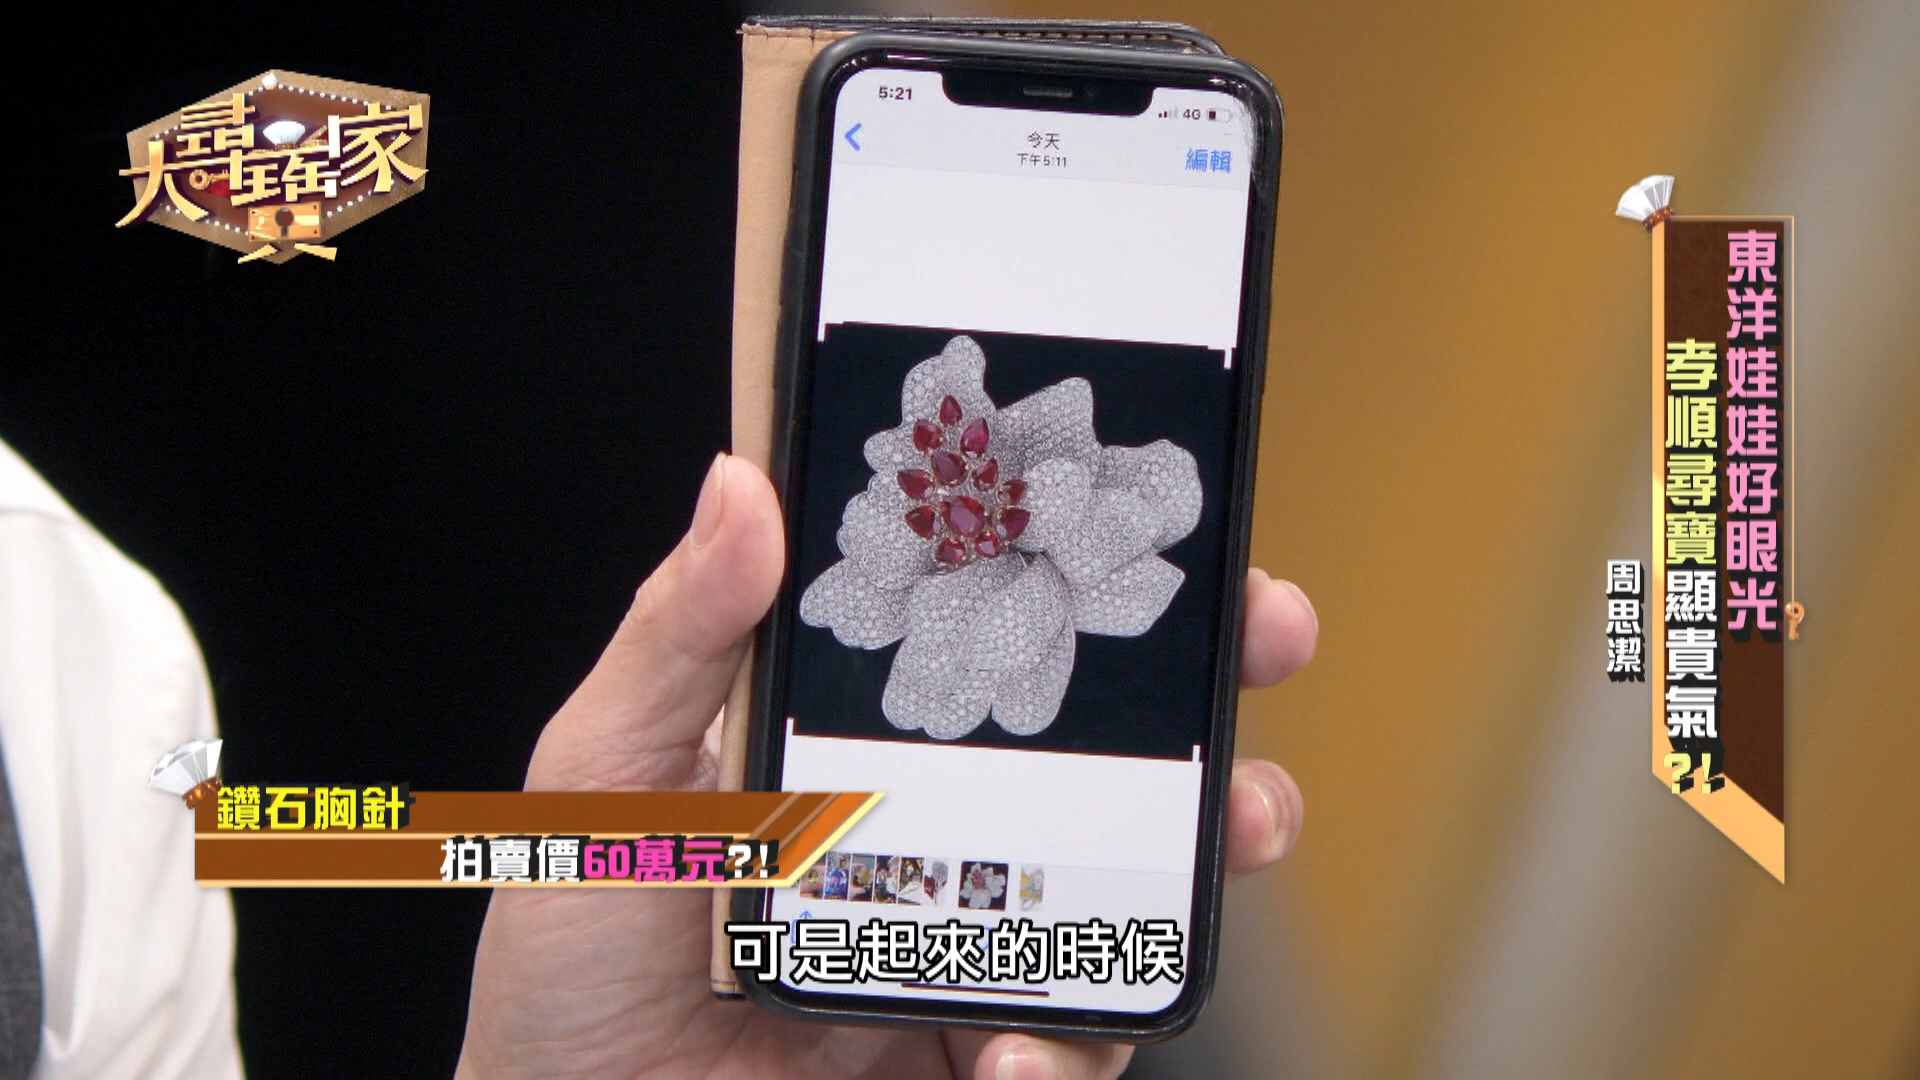 大尋寶家
5:21
4G
今天
下午5:11
編輯
東洋娃娃好眼光
孝順尋寶顯貴氣?!
周思潔
鑽石胸針
拍賣價60萬元?!
可是起來的時候